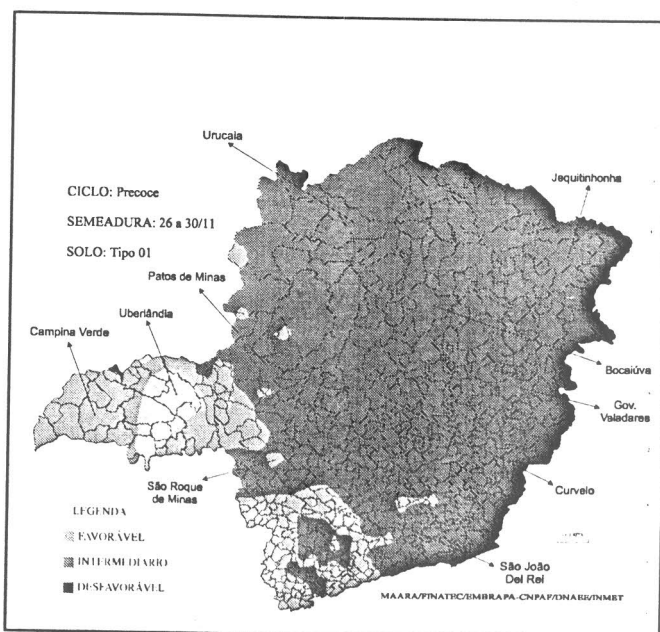 Urucaia
Jequitinhonha
CICLO: Precoce
SEMEADURA: 26 a 30/11
SOLO: Tipo 01
Patos de Minas
Uberlândia
Campina Verde
Bocaiúva
Gov.
Valadares
São Roque
de Minas
Curvelo
LEGENDA
FAVORÁVEL
INTERMEDIÁRIO
DESFAVORÁVEL
São João
Del Rel
MAARA/FINATEC/EMBRAPA-CNPAF/DNAEE/INMET